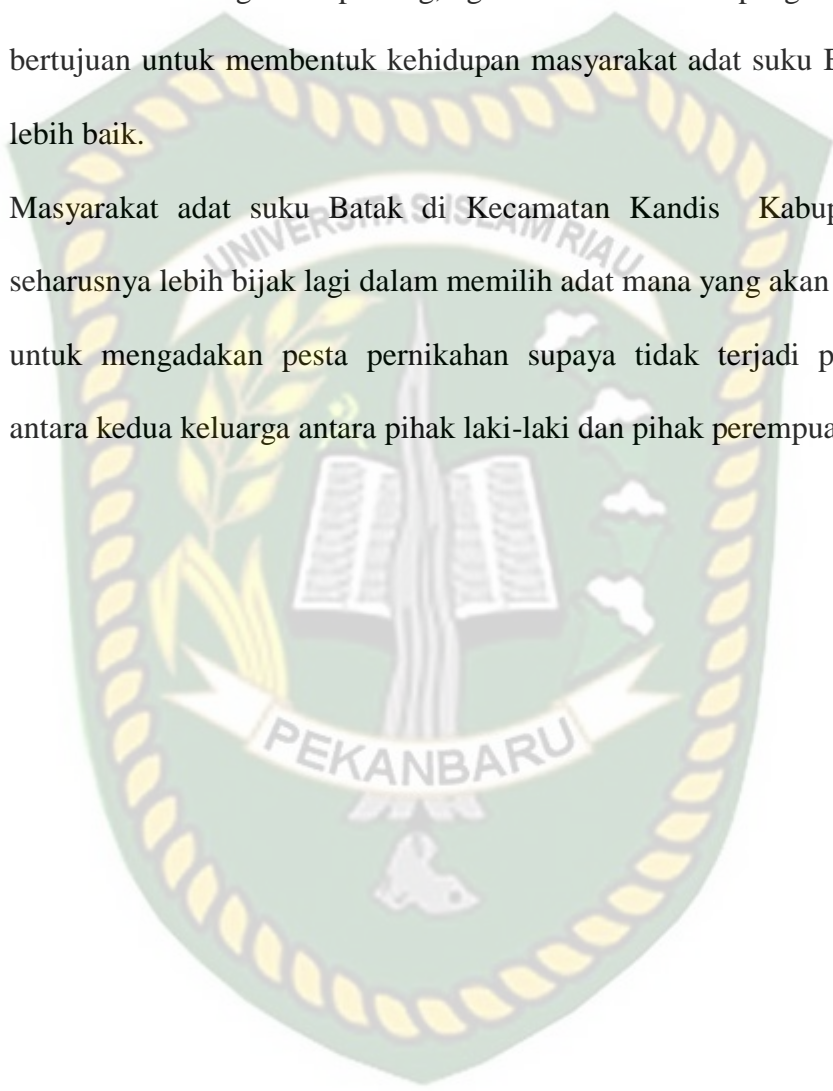 bertujuan untuk membentuk kehidupan masyarakat adat suku
lebih baik.
Masyarakat adat suku Batak di Kecamatan Kandis
seharusnya lebih bijak lagi dalam memilih adat mana yang akan
untuk mengadakan pesta pernikahan supaya tidak terjadi
antara kedua keluarga antara pihak laki-laki dan pihak
UNIVERSITAS ISLAM RIAU
PEKANBARU